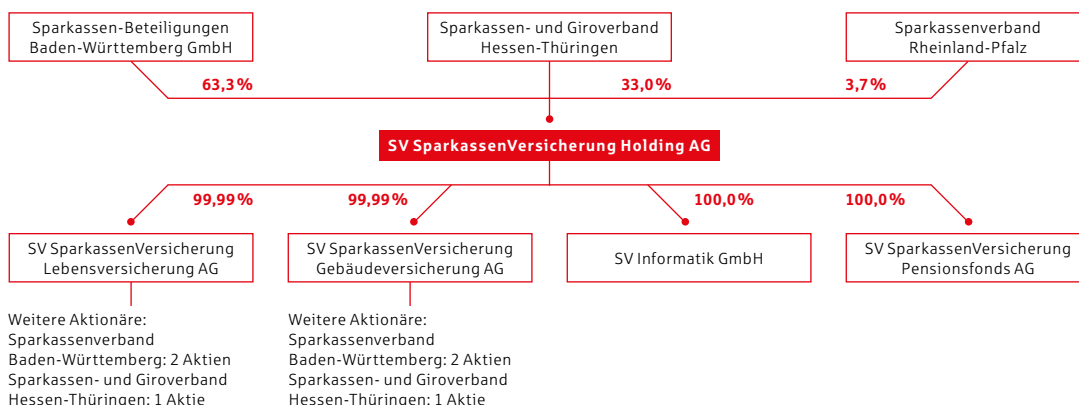 Sparkassen-Beteiligungen
Baden-Württemberg GmbH
Sparkassen- und Giroverband
Hessen-Thüringen
Sparkassenverband
Rheinland-Pfalz
63,3 %
33,0 %
3,7 %
SV SparkassenVersicherung Holding AG
99,99 %
99,99 %
100,0 %
100,0 %
SV SparkassenVersicherung
Lebensversicherung AG
SV SparkassenVersicherung
Gebäudeversicherung AG
SV Informatik GmbH
SV SparkassenVersicherung
Pensionsfonds AG
Weitere Aktionäre:
Sparkassenverband
Baden-Württemberg: 2 Aktien
Sparkassen- und Giroverband
Hessen-Thüringen: 1 Aktie
Weitere Aktionäre:
Sparkassenverband
Baden-Württemberg: 2 Aktien
Sparkassen- und Giroverband
Hessen-Thüringen: 1 Aktie